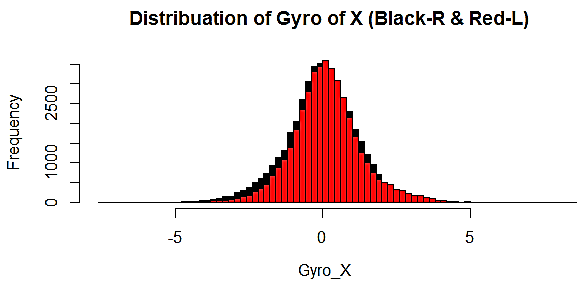 Distribuation of Gyro of X (Black-R & Red-L)
Frequency
2500
1000
0
-5
0
5
Gyro_X